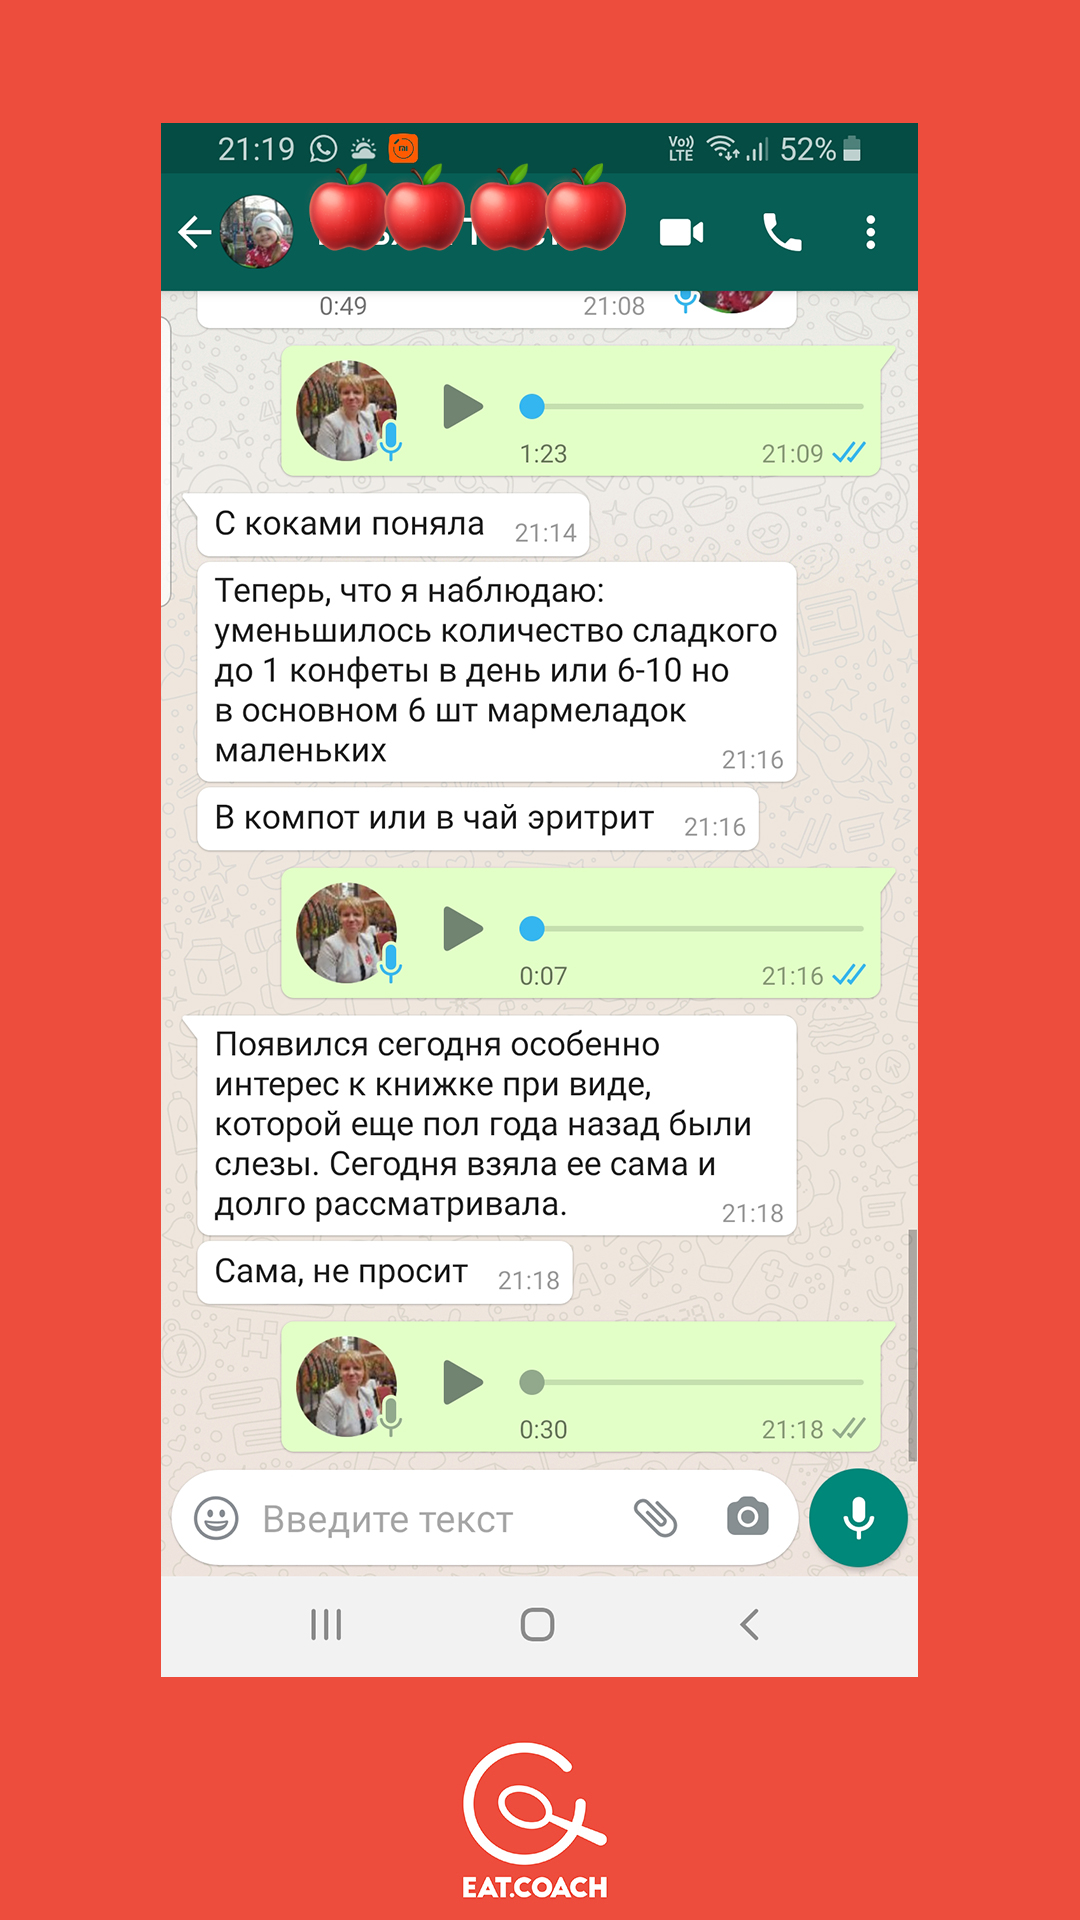 21:19
Vo)) LTE
52%
0:49 21:08
1:23 21:09
С коками поняла 21:14
Теперь, что я наблюдаю:
уменьшилось количество сладкого
до 1 конфеты в день или 6-10 но
в основном 6 шт мармеладок
маленьких 21:16
В компот или в чай эритрит 21:16
0:07 21:16
Появился сегодня особенно
интерес к книжке при виде,
которой еще пол года назад были
слезы. Сегодня взяла ее сама и
долго рассматривала. 21:18
Сама, не просит 21:18
0:30 21:18
Введите текст
EAT.COACH